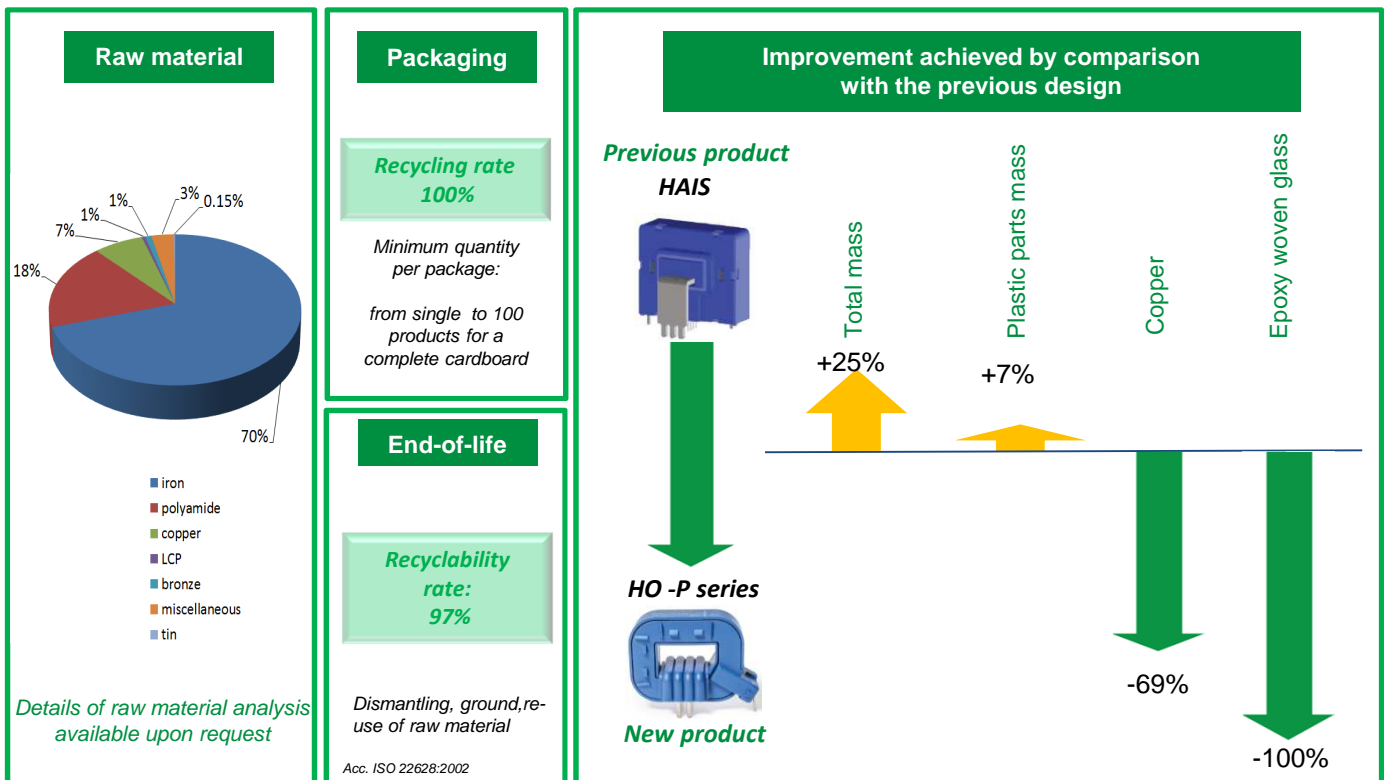 Raw material
3%
1%
0.15%
1%
7%
18%
70%
iron
polyamide
copper
LCP
bronze
miscellaneous
tin
Details of raw material analysis
available upon request
Packaging
Recycling rate
100%
Minimum quantity
per package:
from single to 100
products for a
complete cardboard
End-of-life
Recyclability
rate:
97%
Dismantling, ground,re-
use of raw material
Acc. ISO 22628:2002
Improvement achieved by comparison
with the previous design
Previous product
HAIS
HO -P series
New product
Total mass
Plastic parts mass
Copper
Epoxy woven glass
+25%
+7%
-69%
-100%